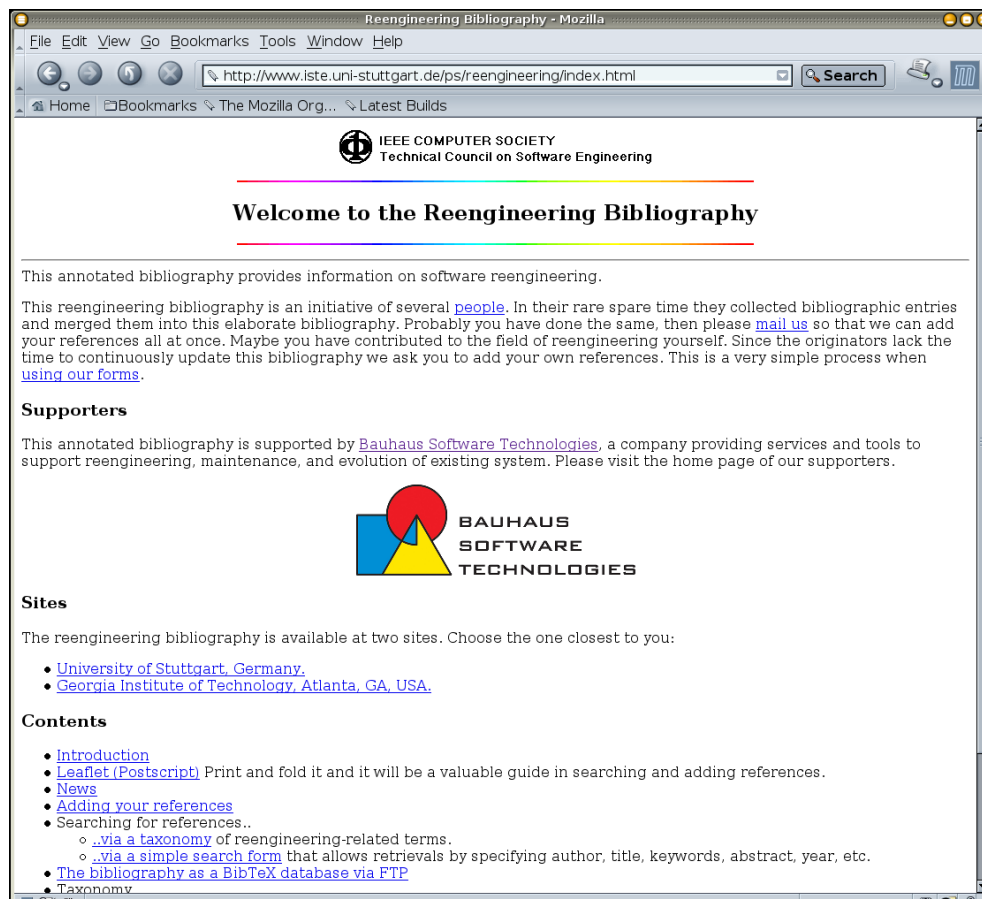 Reengineering Bibliography - Mozilla
File Edit View Go Bookmarks Tools Window Help
http://www.iste.uni-stuttgart.de/ps/reengineering/index.html Search
Home Bookmarks The Mozilla Org... Latest Builds
IEEE COMPUTER SOCIETY
Technical Council on Software Engineering
Welcome to the Reengineering Bibliography
This annotated bibliography provides information on software reengineering.
This reengineering bibliography is an initiative of several people. In their rare spare time they collected bibliographic entries
and merged them into this elaborate bibliography. Probably you have done the same, then please mail us so that we can add
your references all at once. Maybe you have contributed to the field of reengineering yourself. Since the originators lack the
time to continuously update this bibliography we ask you to add your own references. This is a very simple process when
using our forms.
Supporters
This annotated bibliography is supported by Bauhaus Software Technologies, a company providing services and tools to
support reengineering, maintenance, and evolution of existing system. Please visit the home page of our supporters.
BAUHAUS
SOFTWARE
TECHNOLOGIES
Sites
The reengineering bibliography is available at two sites. Choose the one closest to you:
• University of Stuttgart, Germany.
• Georgia Institute of Technology, Atlanta, GA, USA.
Contents
• Introduction
• Leaflet (Postscript) Print and fold it and it will be a valuable guide in searching and adding references.
• News
• Adding your references
• Searching for references..
◦ ..via a taxonomy of reengineering-related terms.
◦ ..via a simple search form that allows retrievals by specifying author, title, keywords, abstract, year, etc.
• The bibliography as a BibTeX database via FTP
• Taxonomy